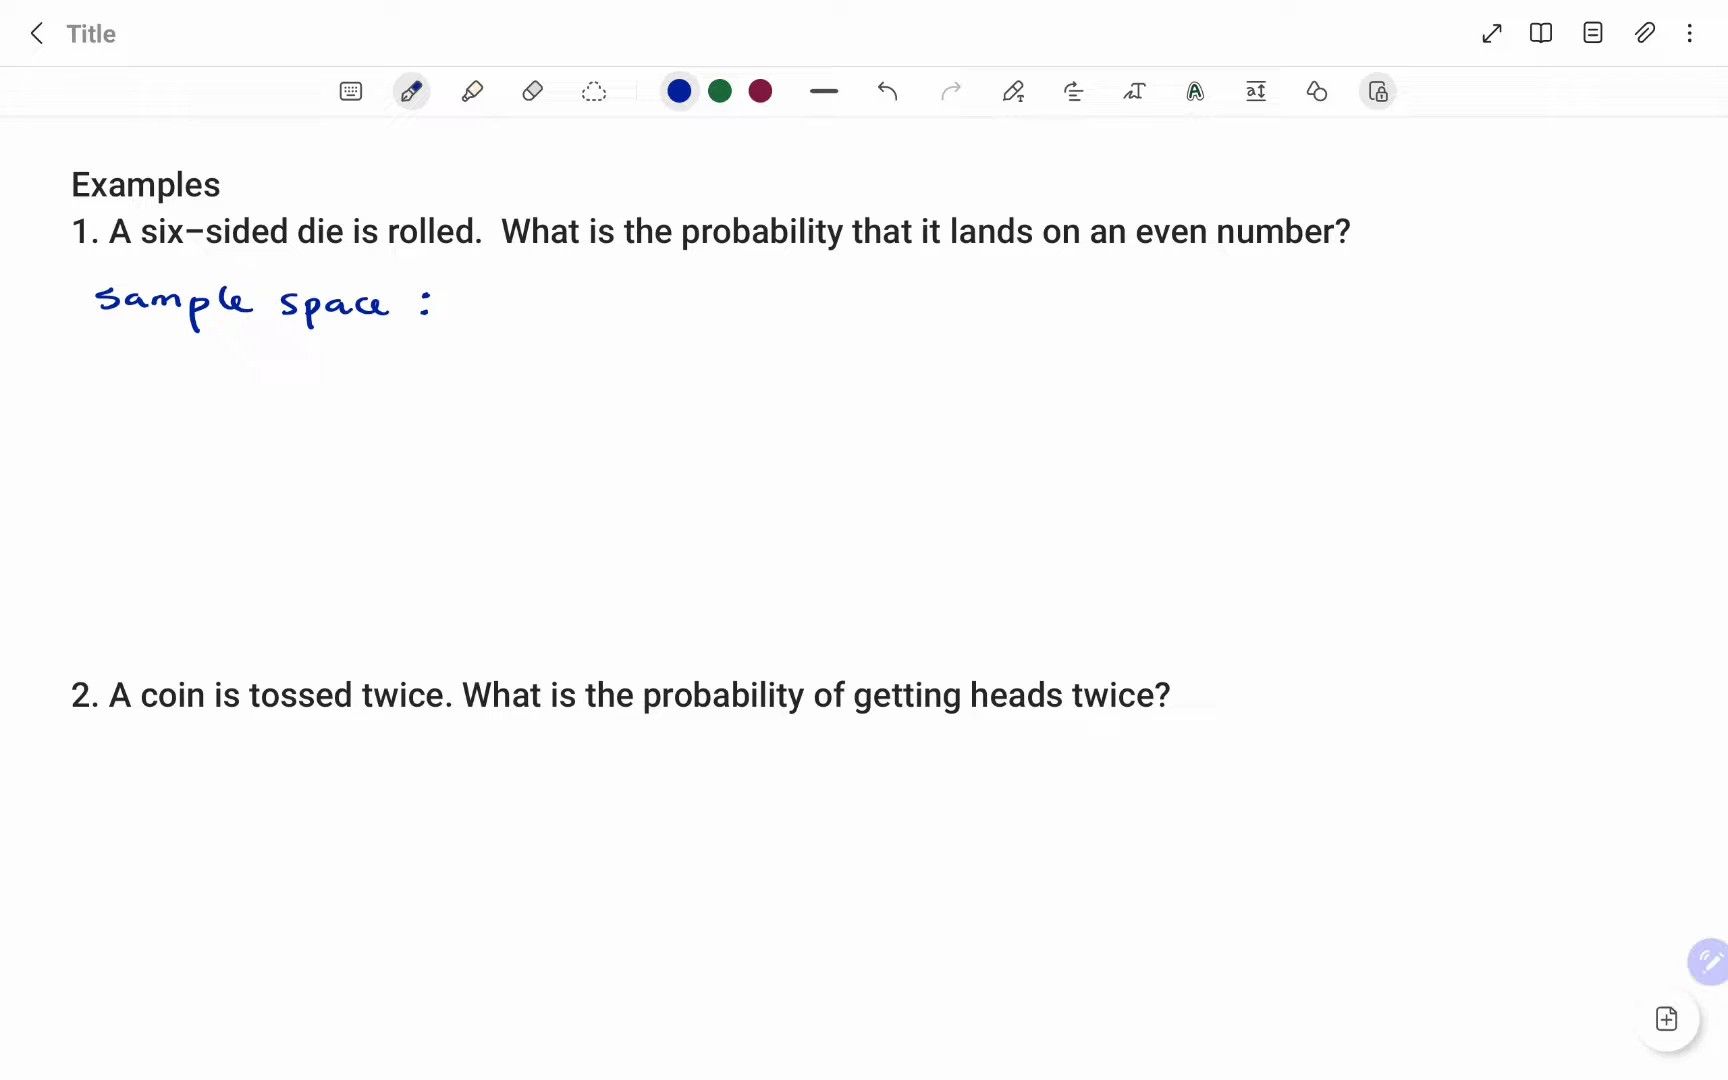 Title
Examples
1. A six–sided die is rolled.  What is the probability that it lands on an even number?
Sample space :
2. A coin is tossed twice. What is the probability of getting heads twice?